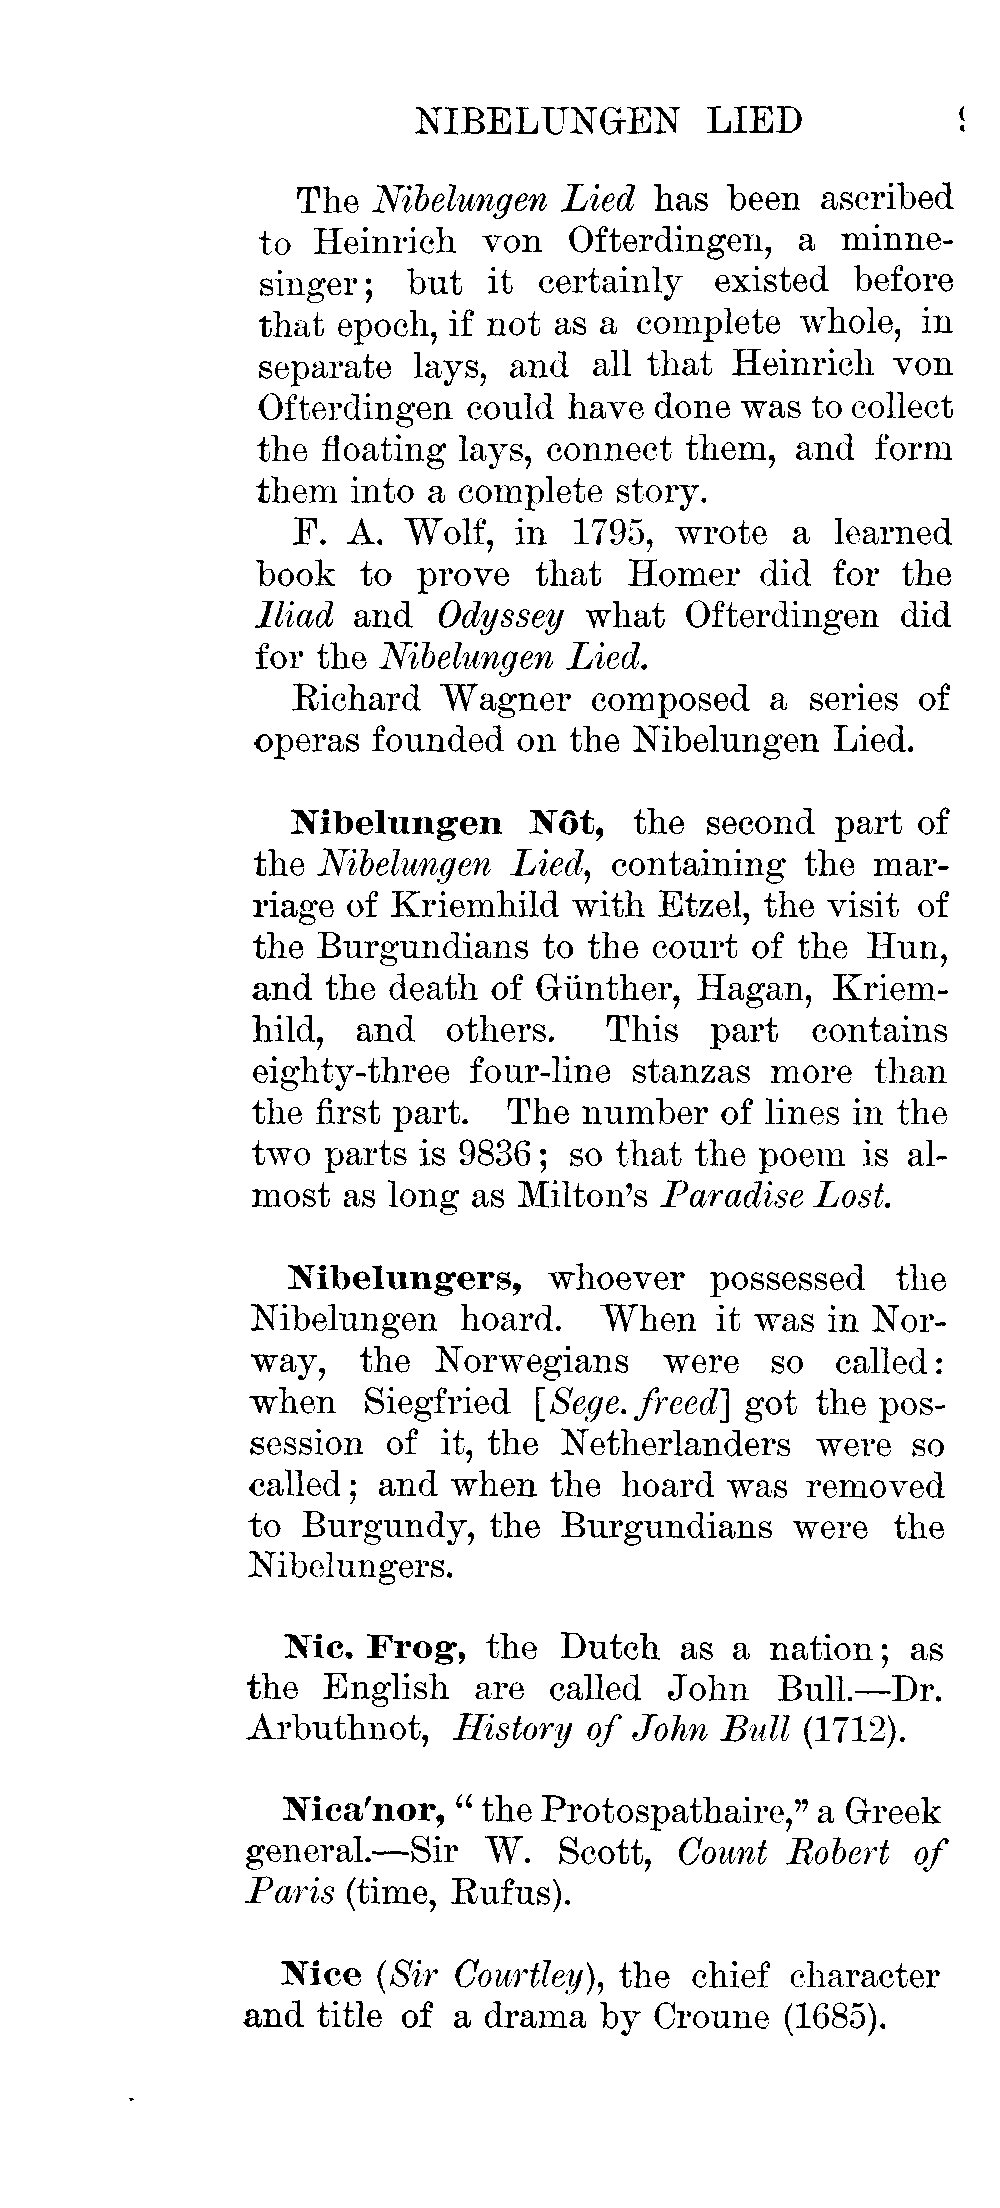 NIBELUNGEN LIED
The Nibelungen Lied has been ascribed
to Heinrich von Ofterdingen, a minne-
singer; but it certainly existed before
that epoch, if not as a complete whole, in
separate lays, and all that Heinrich von
Ofterdingen could have done was to collect
the floating lays, connect them, and form
them into a complete story.
F. A. Wolf, in 1795, wrote a learned
book to prove that Homer did for the
Iliad and Odyssey what Ofterdingen did
for the Nibelungen Lied.
Richard Wagner composed a series of
operas founded on the Nibelungen Lied.
Nibelungen Nôt, the second part of
the Nibelungen Lied, containing the mar-
riage of Kriemhild with Etzel, the visit of
the Burgundians to the court of the Hun,
and the death of Günther, Hagan, Kriem-
hild, and others. This part contains
eighty-three four-line stanzas more than
the first part. The number of lines in the
two parts is 9836; so that the poem is al-
most as long as Milton's Paradise Lost.
Nibelungers, whoever possessed the
Nibelungen hoard. When it was in Nor-
way, the Norwegians were so called:
when Siegfried [Sege.freed] got the pos-
session of it, the Netherlanders were so
called; and when the hoard was removed
to Burgundy, the Burgundians were the
Nibelungers.
Nic. Frog, the Dutch as a nation; as
the English are called John Bull.—Dr.
Arbuthnot, History of John Bull (1712).
Nica'nor, “the Protospathaire,” a Greek
general.—Sir W. Scott, Count Robert of
Paris (time, Rufus).
Nice (Sir Courtley), the chief character
and title of a drama by Croune (1685).